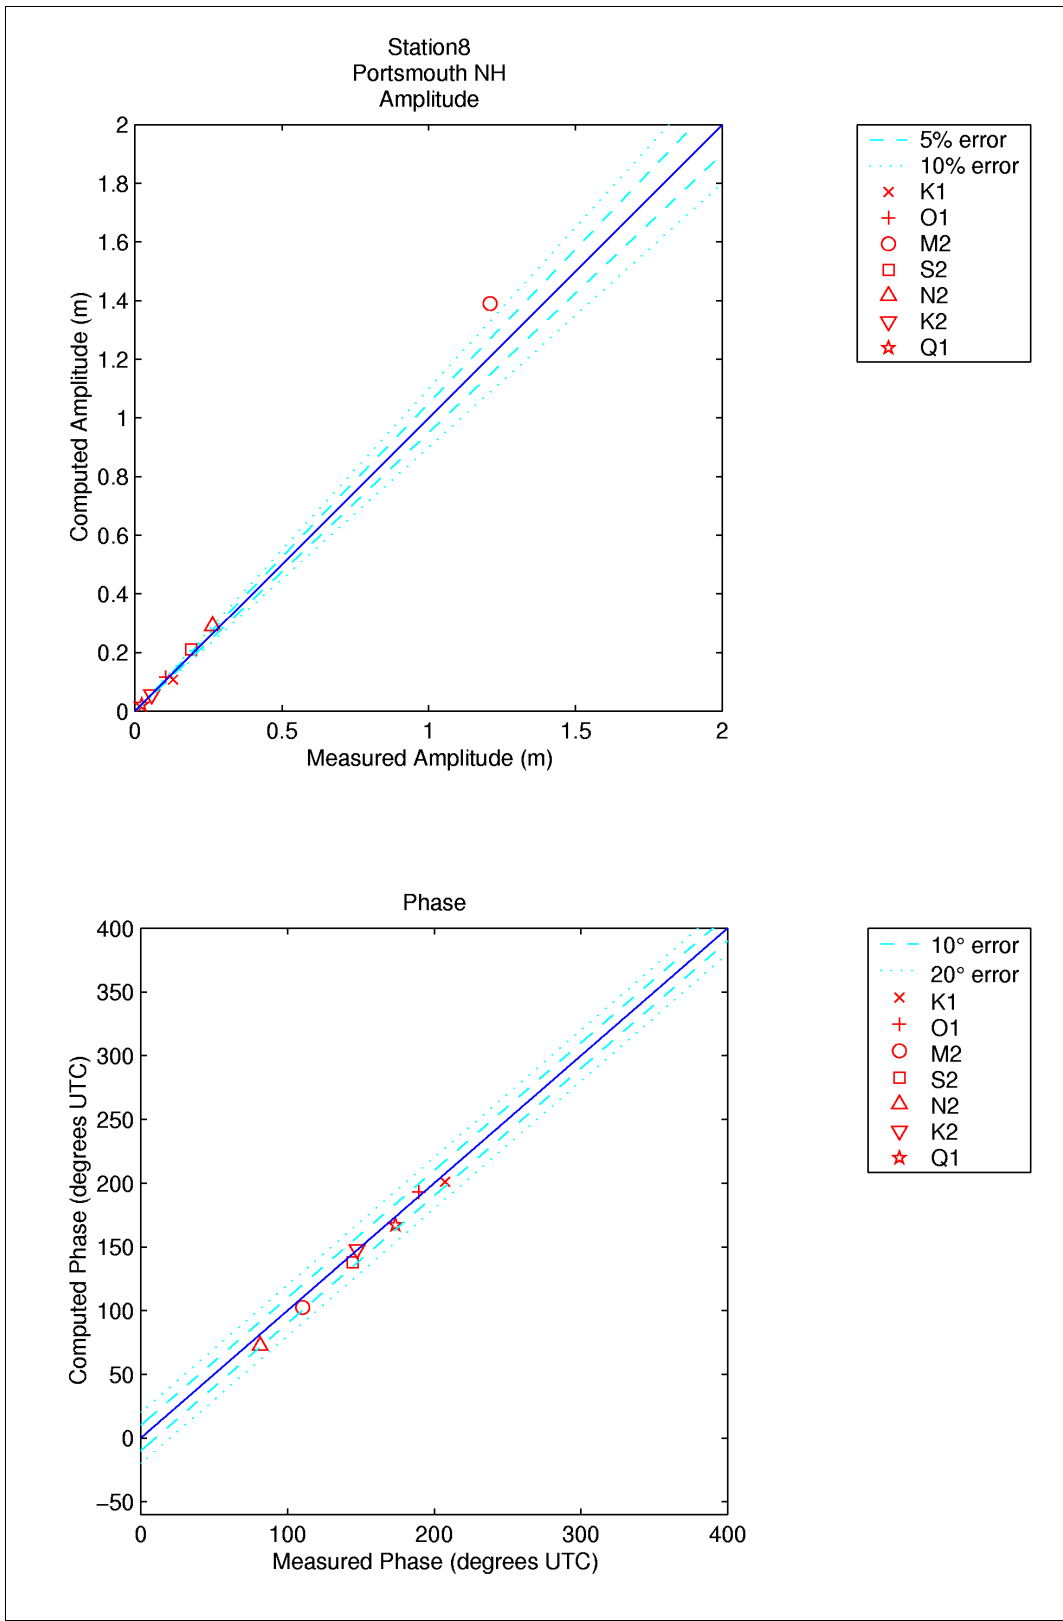 Station8
Portsmouth NH
Amplitude
2
1.8
1.6
1.4
1.2
1
0.8
0.6
0.4
0.2
0
Computed Amplitude (m)
0 0.5 1 1.5 2
Measured Amplitude (m)
5% error
10% error
K1
O1
M2
S2
N2
K2
Q1
Phase
400
350
300
250
200
150
100
50
0
−50
Computed Phase (degrees UTC)
0 100 200 300 400
Measured Phase (degrees UTC)
10° error
20° error
K1
O1
M2
S2
N2
K2
Q1